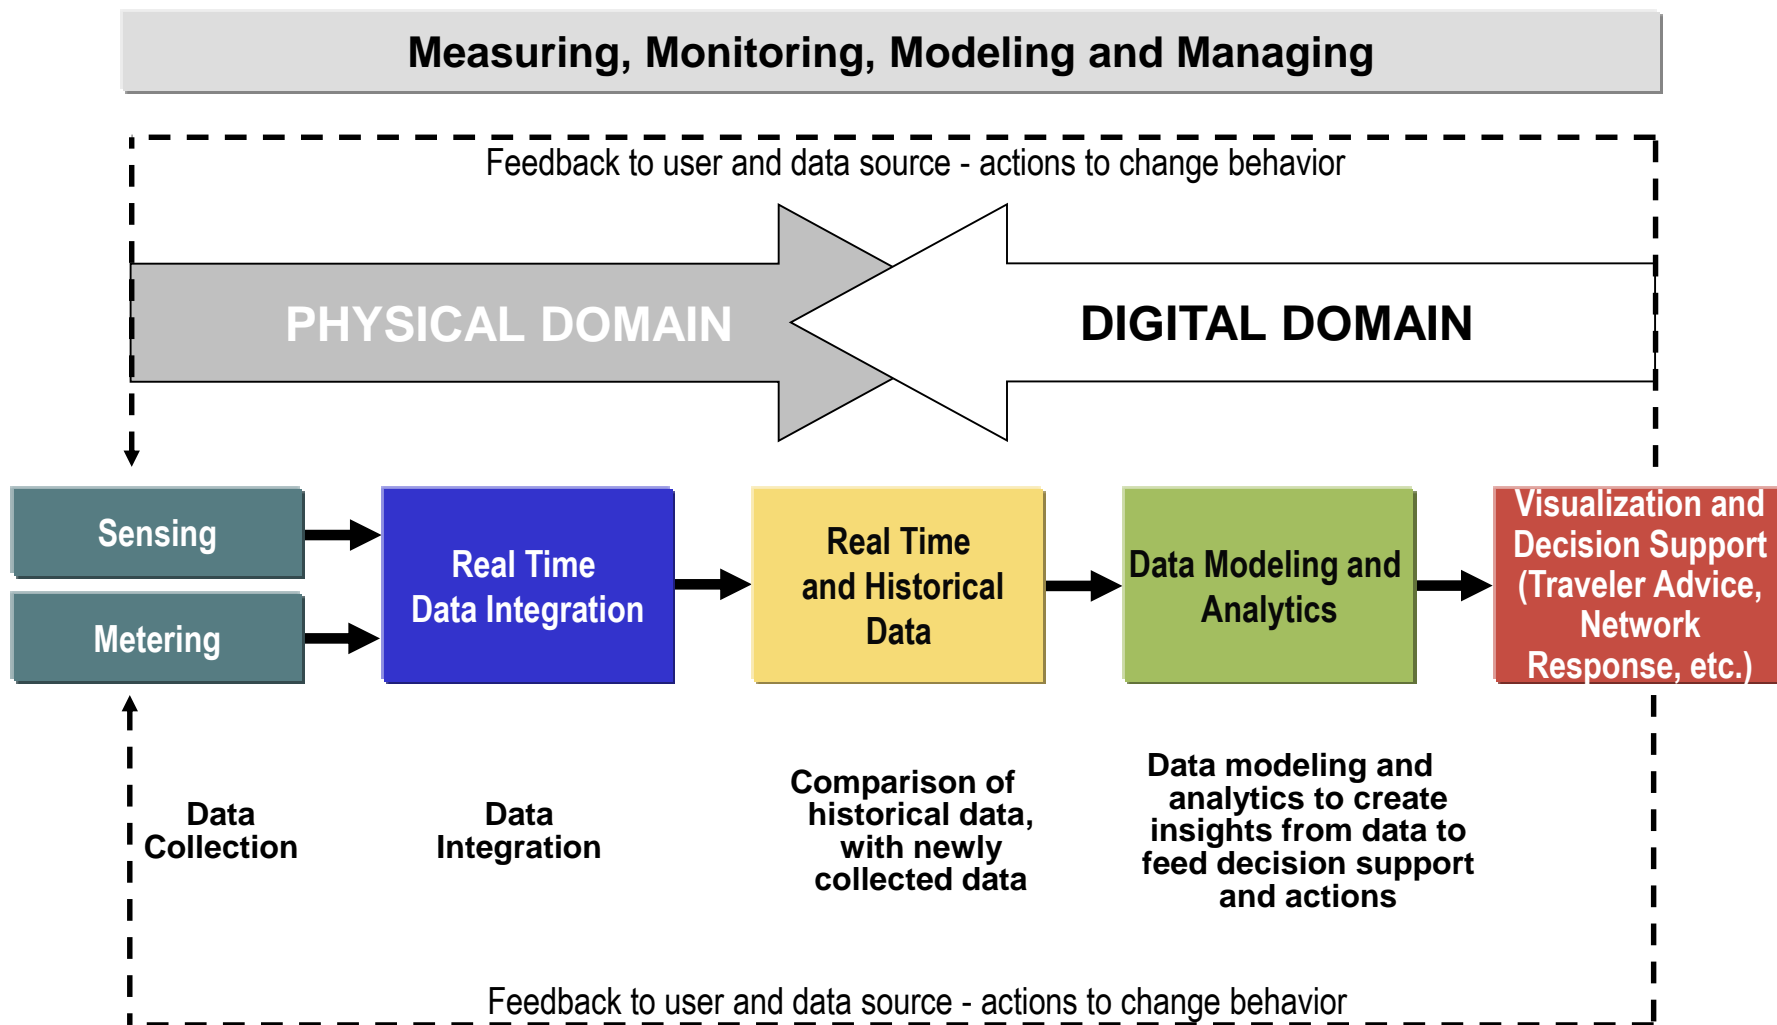 Measuring, Monitoring, Modeling and Managing
Feedback to user and data source - actions to change behavior
PHYSICAL DOMAIN
DIGITAL DOMAIN
Sensing
Metering
Real Time
Data Integration
Real Time
and Historical
Data
Data Modeling and
Analytics
Visualization and
Decision Support
(Traveler Advice,
Network
Response, etc.)
Data
Collection
Data
Integration
Comparison of
historical data,
with newly
collected data
Data modeling and
analytics to create
insights from data to
feed decision support
and actions
Feedback to user and data source - actions to change behavior